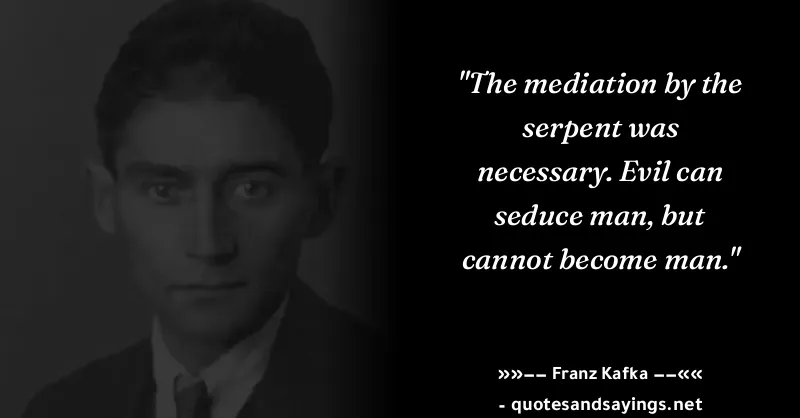 "The mediation by the
serpent was
necessary. Evil can
seduce man, but
cannot become man."
»»–– Franz Kafka ––««
- quotesandsayings.net